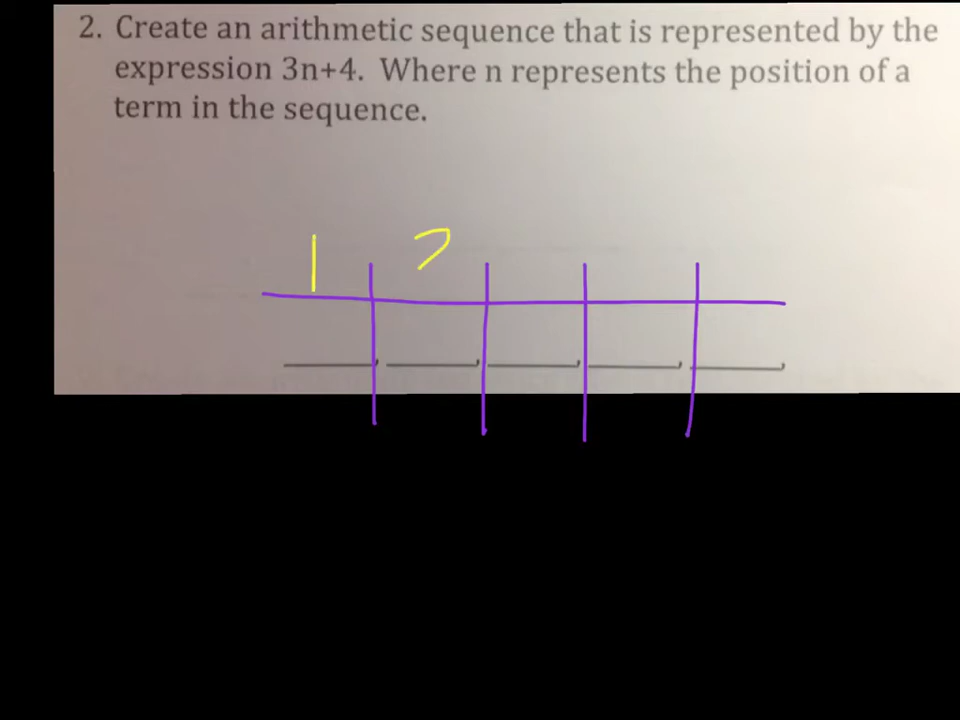 2. Create an arithmetic sequence that is represented by the
expression 3n+4. Where n represents the position of a
term in the sequence.
1 2